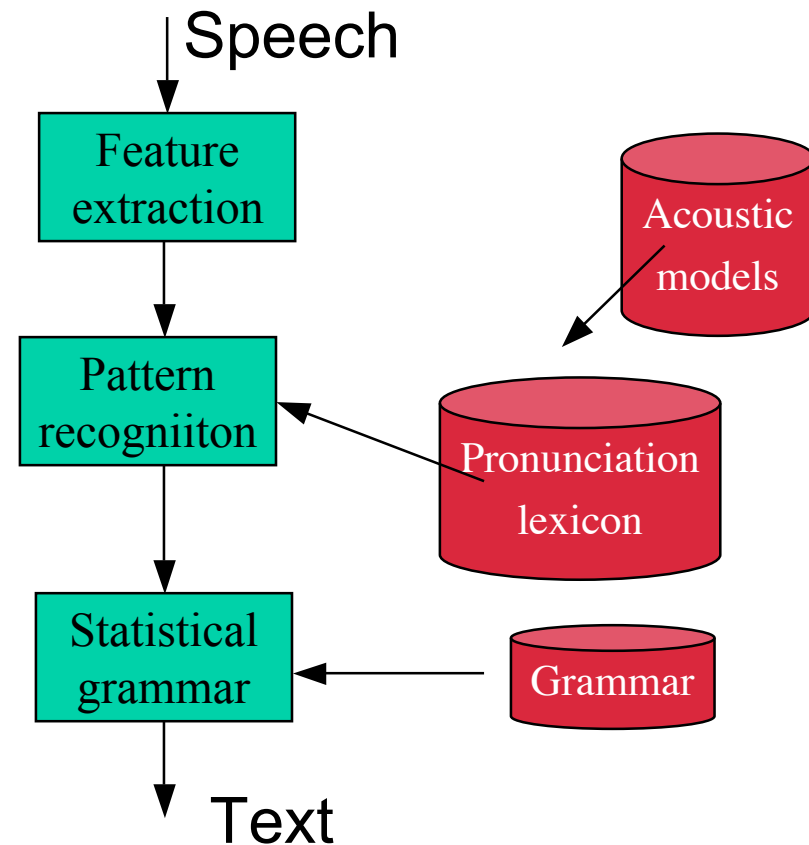 Speech
Feature
extraction
Acoustic
models
Pattern
recogniiton
Pronunciation
lexicon
Statistical
grammar
Grammar
Text